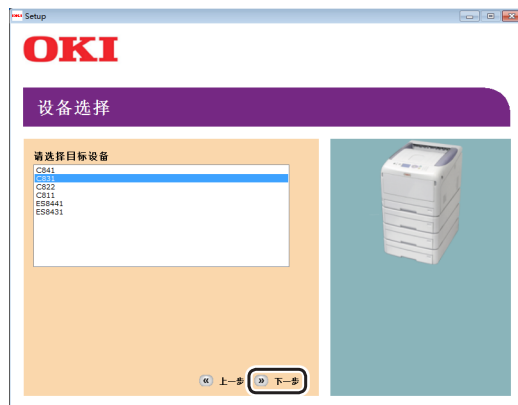 OKI Setup
OKI
设备选择
请选择目标设备
C841
C831
C822
C811
ES8441
ES8431
上一步 下一步